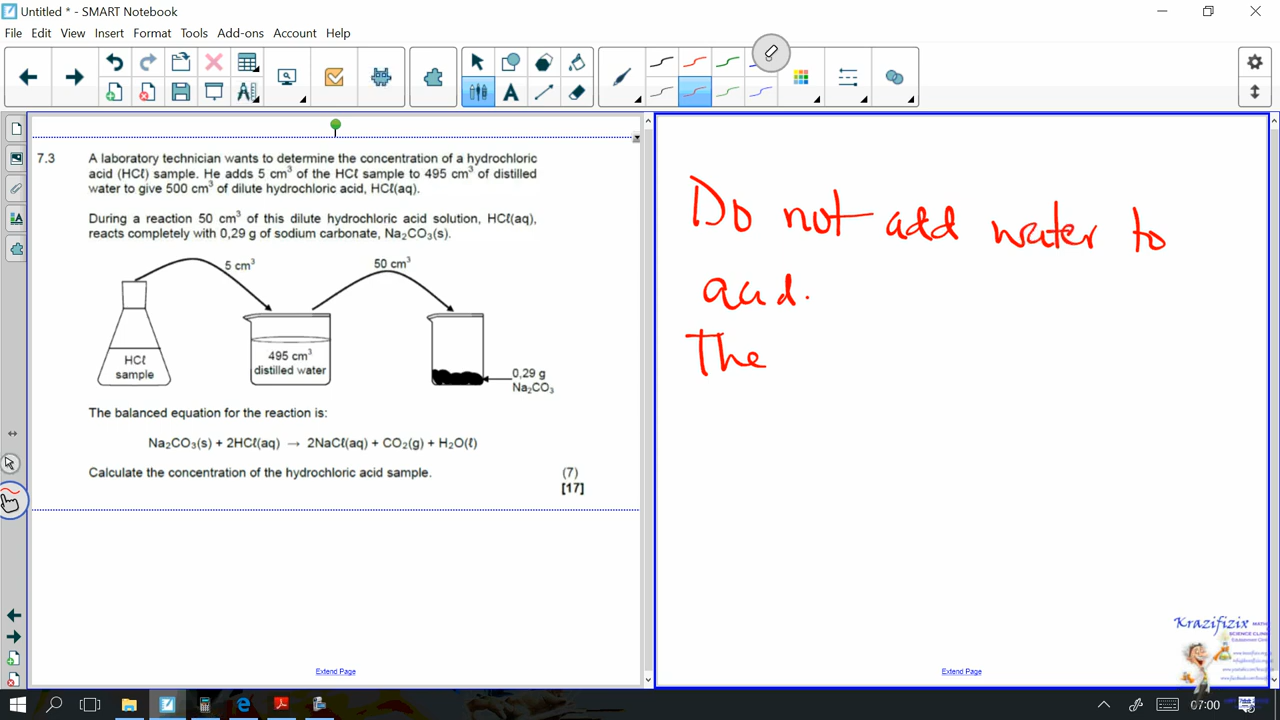 Untitled * - SMART Notebook
File Edit View Insert Format Tools Add-ons Account Help
7.3 A laboratory technician wants to determine the concentration of a hydrochloric
acid (HCℓ) sample. He adds 5 cm³ of the HCℓ sample to 495 cm³ of distilled
water to give 500 cm³ of dilute hydrochloric acid, HCℓ(aq).
During a reaction 50 cm³ of this dilute hydrochloric acid solution, HCℓ(aq),
reacts completely with 0,29 g of sodium carbonate, Na₂CO₃(s).
5 cm³
50 cm³
HCℓ
sample
495 cm³
distilled water
0,29 g
Na₂CO₃
The balanced equation for the reaction is:
Na₂CO₃(s) + 2HCℓ(aq) → 2NaCℓ(aq) + CO₂(g) + H₂O(ℓ)
Calculate the concentration of the hydrochloric acid sample. (7)
[17]
Extend Page
Do not add water to
acid.
The
Krazifizix MATH
SCIENCE CLINIC
Extend Page
07:00